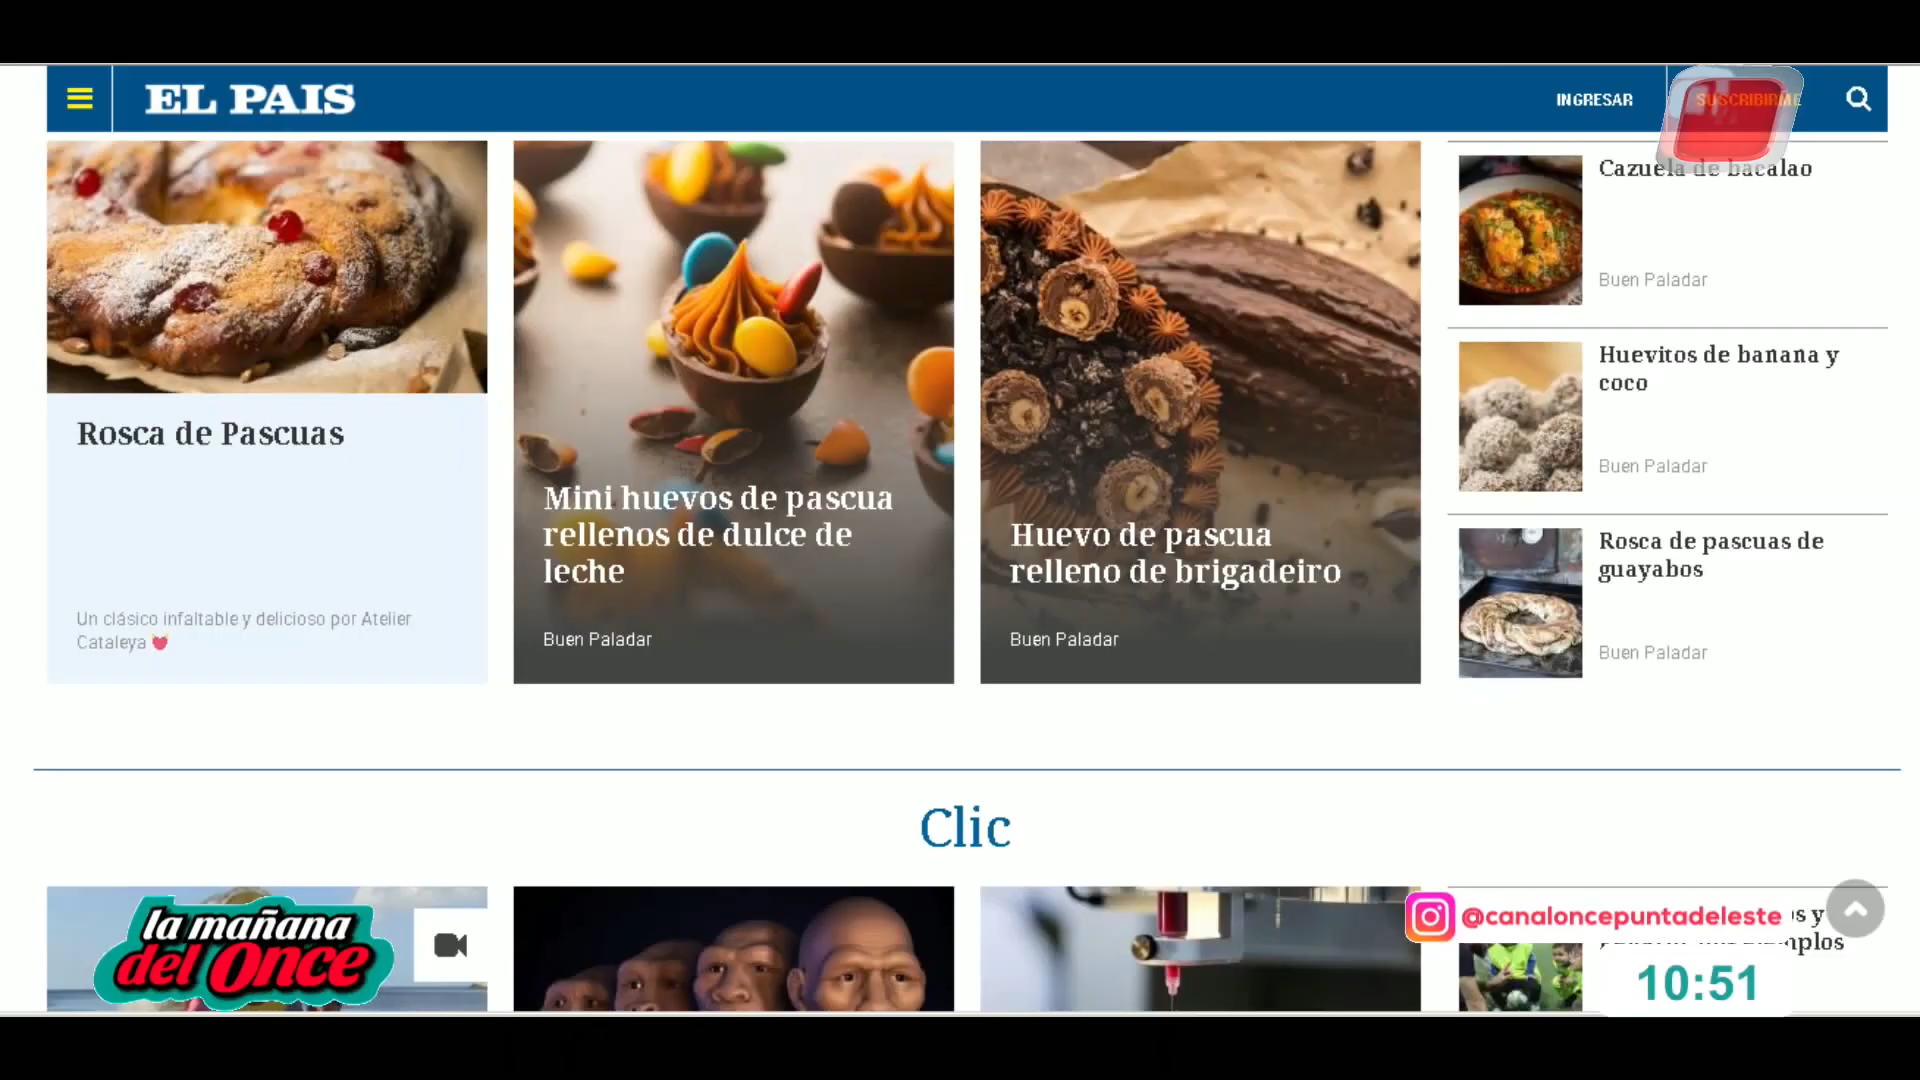 EL PAIS
INGRESAR
SUSCRIBIRME
Rosca de Pascuas
Un clásico infaltable y delicioso por Atelier
Cataleya
Mini huevos de pascua
rellenos de dulce de
leche
Buen Paladar
Huevo de pascua
relleno de brigadeiro
Buen Paladar
Cazuela de bacalao
Buen Paladar
Huevitos de banana y
coco
Buen Paladar
Rosca de pascuas de
guayabos
Buen Paladar
Clic
la mañana
del Once
@canaloncepuntadeleste
y
10:51